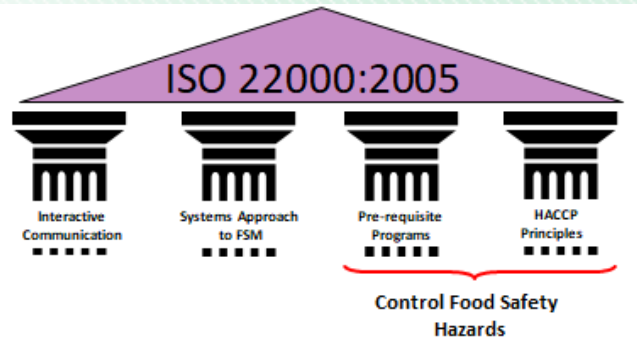 ISO 22000:2005
Interactive
Communication
Systems Approach
to FSM
Pre-requisite
Programs
HACCP
Principles
Control Food Safety
Hazards